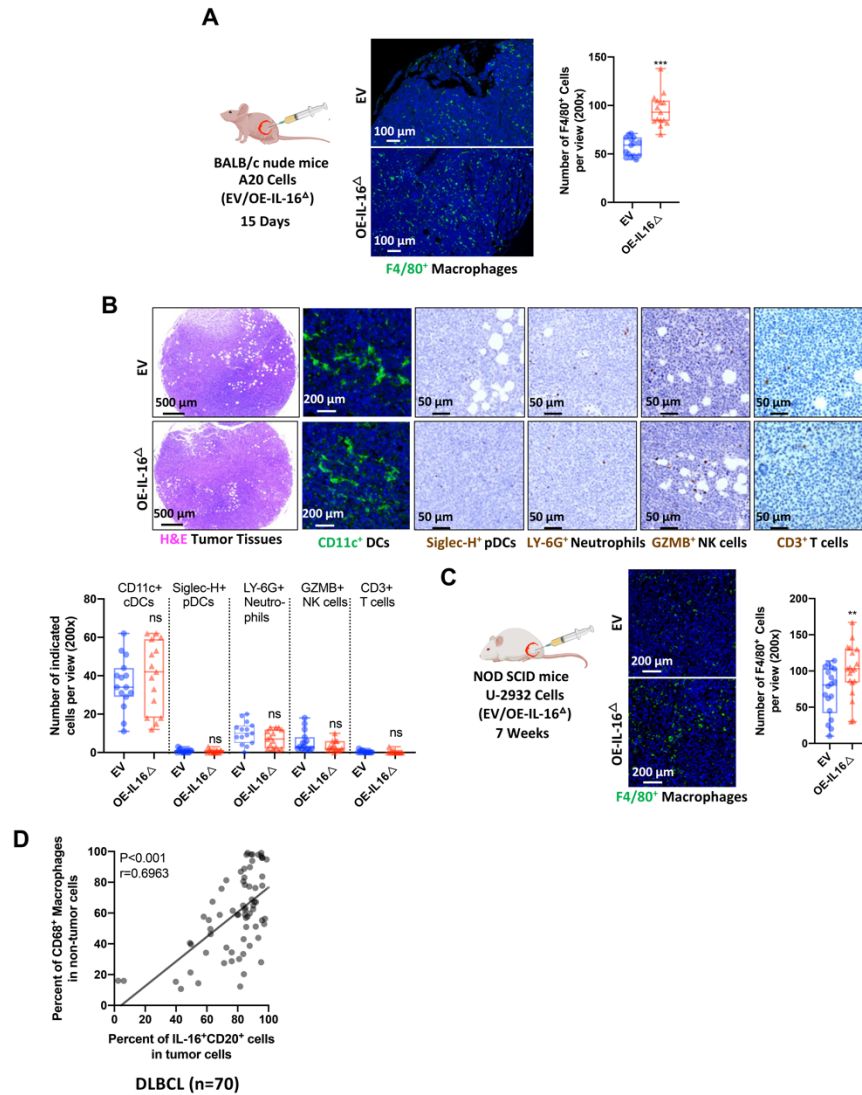 A
BALB/c nude mice
A20 Cells
(EV/OE-IL-16△)
15 Days
EV
100 μm
OE-IL-16△
100 μm
F4/80+ Macrophages
Number of F4/80+ Cells
per view (200x)
150
100
50
0
***
EV
OE-IL16△
B
EV
500 μm
200 μm
50 μm
50 μm
50 μm
50 μm
OE-IL-16△
500 μm
200 μm
50 μm
50 μm
50 μm
50 μm
H&E Tumor Tissues
CD11c+ DCs
Siglec-H+ pDCs
LY-6G+ Neutrophils
GZMB+ NK cells
CD3+ T cells
Number of indicated
cells per view (200x)
80
60
40
20
0
CD11c+
cDCs
ns
Siglec-H+
pDCs
ns
LY-6G+
Neutro-
phils
ns
GZMB+
NK cells
ns
CD3+
T cells
ns
EV
OE-IL16△
EV
OE-IL16△
EV
OE-IL16△
EV
OE-IL16△
EV
OE-IL16△
C
NOD SCID mice
U-2932 Cells
(EV/OE-IL-16△)
7 Weeks
EV
200 μm
OE-IL-16△
200 μm
F4/80+ Macrophages
Number of F4/80+ Cells
per view (200x)
200
150
100
50
0
**
EV
OE-IL16△
D
Percent of CD68+ Macrophages
in non-tumor cells
100
80
60
40
20
0
P<0.001
r=0.6963
0 20 40 60 80 100
Percent of IL-16+CD20+ cells
in tumor cells
DLBCL (n=70)